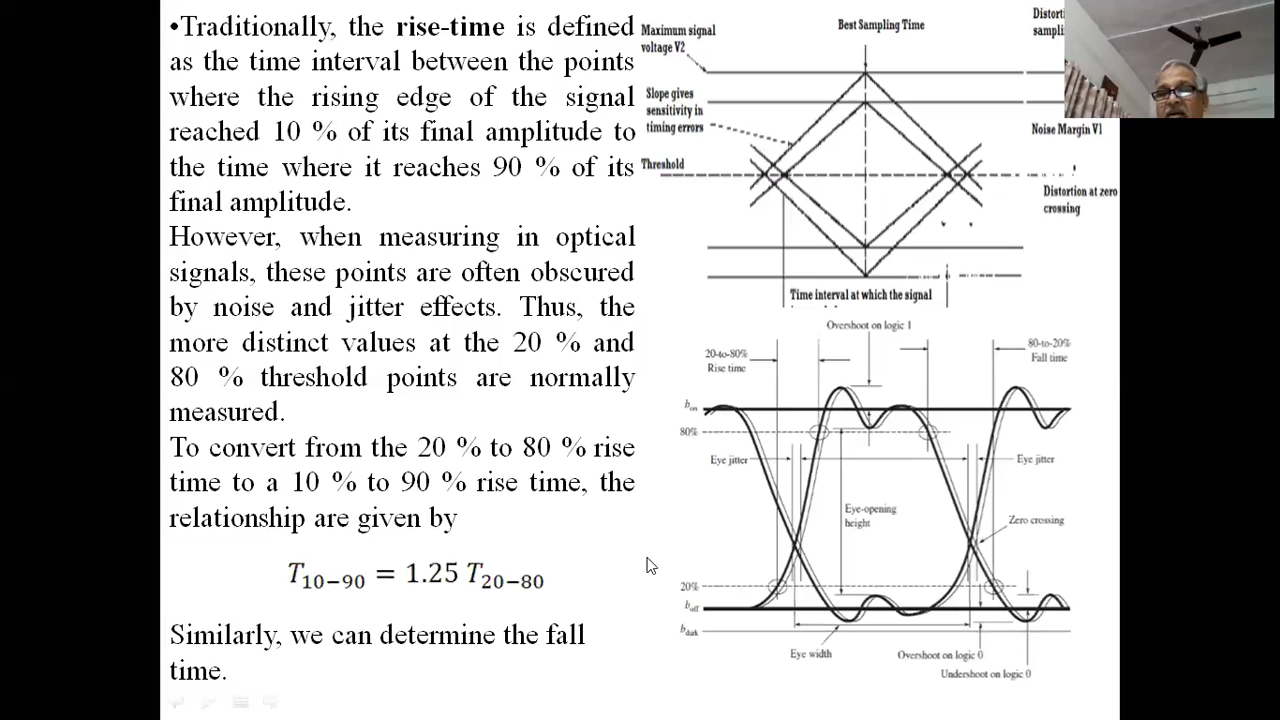 •Traditionally, the rise-time is defined
as the time interval between the points
where the rising edge of the signal
reached 10 % of its final amplitude to
the time where it reaches 90 % of its
final amplitude.
However, when measuring in optical
signals, these points are often obscured
by noise and jitter effects. Thus, the
more distinct values at the 20 % and
80 % threshold points are normally
measured.
To convert from the 20 % to 80 % rise
time to a 10 % to 90 % rise time, the
relationship are given by
T₁₀₋₉₀ = 1.25 T₂₀₋₈₀
Similarly, we can determine the fall
time.
Best Sampling Time
Maximum signal
voltage V2
Slope gives
sensitivity in
timing errors
Threshold
Noise Margin V1
Distortion at zero
crossing
Time interval at which the signal
Overshoot on logic 1
20-to-80%
Rise time
80-to-20%
Fall time
b_on
80%
Eye jitter
Eye jitter
Eye-opening
height
Zero crossing
20%
b_off
b_dark
Eye width
Overshoot on logic 0
Undershoot on logic 0